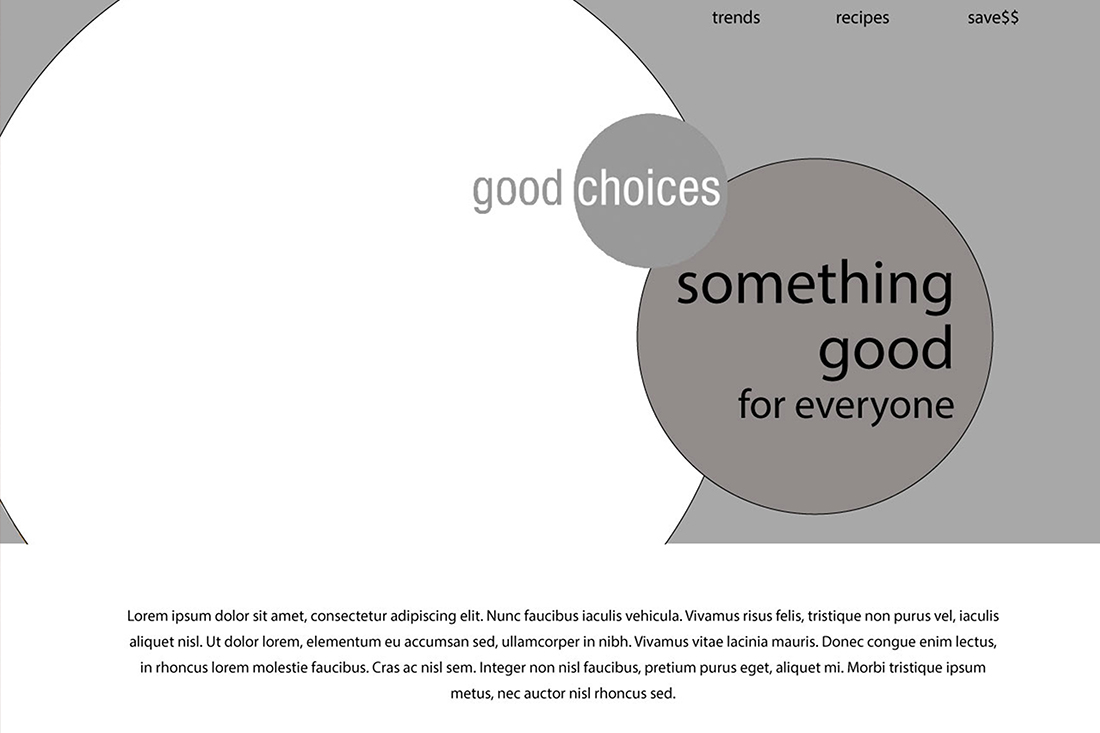 trends recipes save$$
good choices
something
good
for everyone
Lorem ipsum dolor sit amet, consectetur adipiscing elit. Nunc faucibus iaculis vehicula. Vivamus risus felis, tristique non purus vel, iaculis
aliquet nisl. Ut dolor lorem, elementum eu accumsan sed, ullamcorper in nibh. Vivamus vitae lacinia mauris. Donec congue enim lectus,
in rhoncus lorem molestie faucibus. Cras ac nisl sem. Integer non nisl faucibus, pretium purus eget, aliquet mi. Morbi tristique ipsum
metus, nec auctor nisl rhoncus sed.